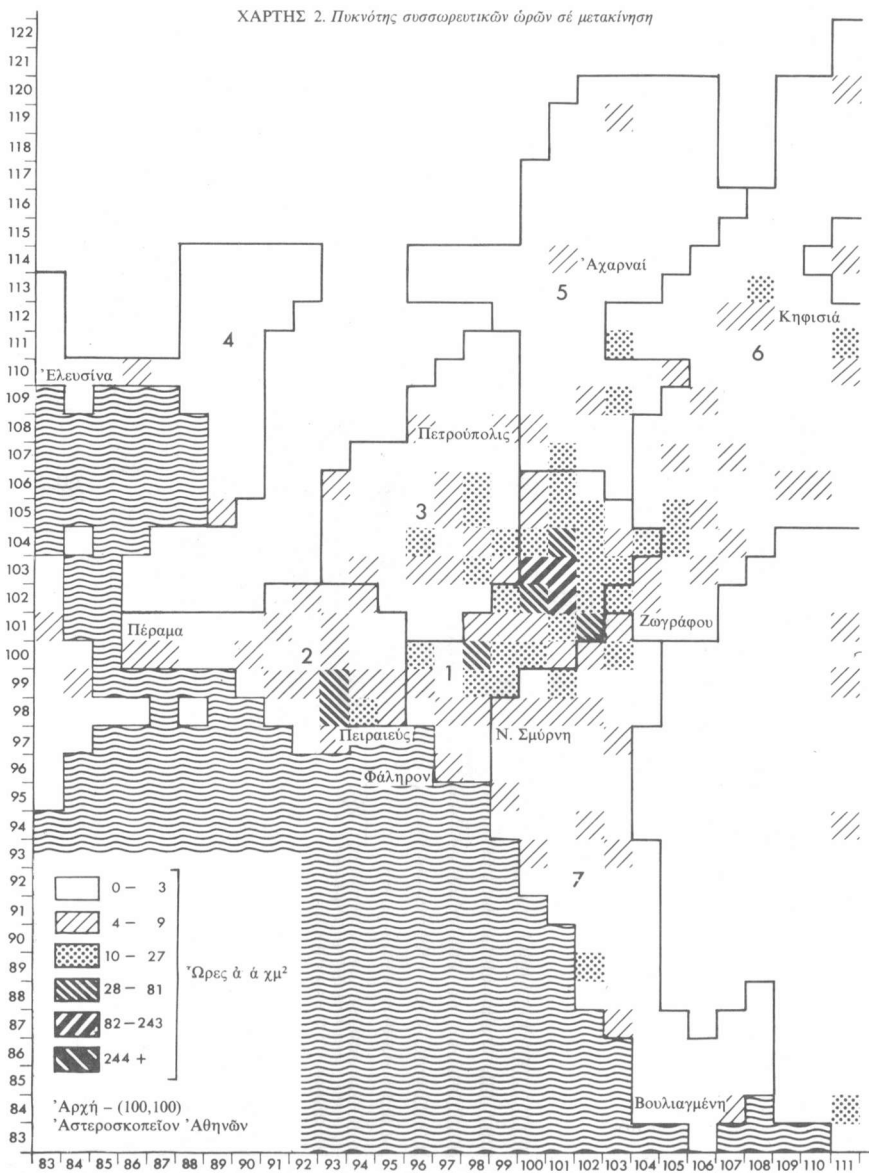 ΧΑΡΤΗΣ 2. Πυκνότης συσσωρευτικῶν ὡρῶν σέ μετακίνηση
122
121
120
119
118
117
116
115
114
113
112
111
110
109
108
107
106
105
104
103
102
101
100
99
98
97
96
95
94
93
92
91
90
89
88
87
86
85
84
83
Ἀχαρναί
5
Κηφισιά
4
6
Ἐλευσίνα
Πετρούπολις
3
Ζωγράφου
Πέραμα
2
1
Πειραιεύς
Ν. Σμύρνη
Φάληρον
7
Βουλιαγμένη
0 – 3
4 – 9
10 – 27
28 – 81
82 – 243
244 +
Ὧρες ἀ ά χμ²
Ἀρχή – (100,100)
Ἀστεροσκοπεῖον Ἀθηνῶν
83 84 85 86 87 88 89 90 91 92 93 94 95 96 97 98 99 100 101 102 103 104 105 106 107 108 109 110 111